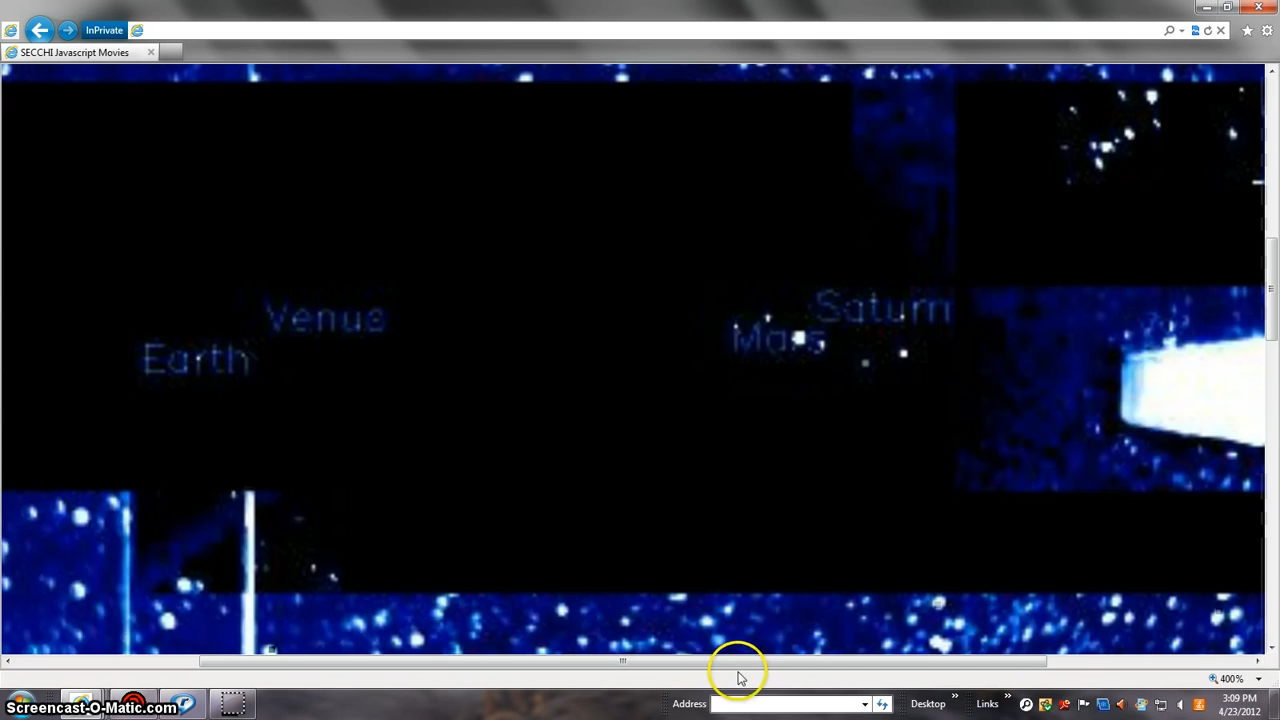 InPrivate
SECCHI Javascript Movies
Saturn
Venus
Mars
Earth
400%
Address
Desktop
Links
3:09 PM
4/23/2012
Screencast-O-Matic.com